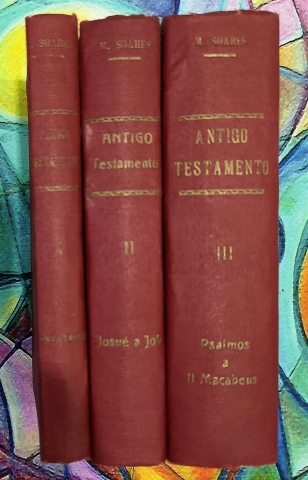 SOARES
M. SOARES
ANTIGO
Testamento
II
Josué a Job
M. SOARES
ANTIGO
TESTAMENTO
III
Psalmos
a
II Macabeus